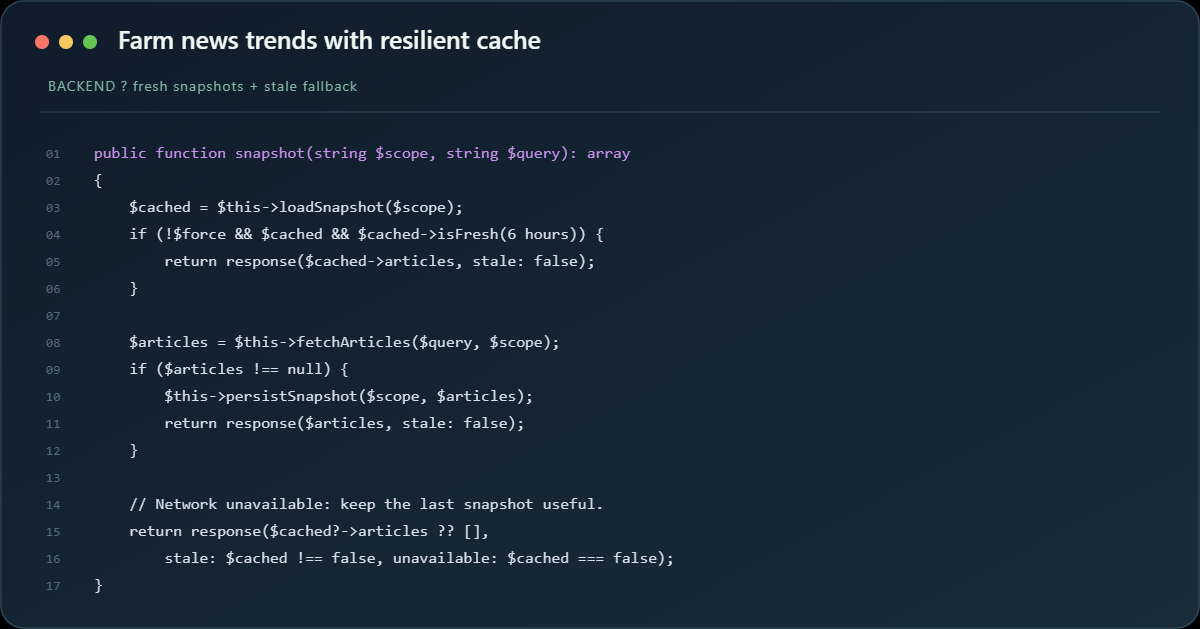 Farm news trends with resilient cache
BACKEND ? fresh snapshots + stale fallback
01 public function snapshot(string $scope, string $query): array
02 {
03     $cached = $this->loadSnapshot($scope);
04     if (!$force && $cached && $cached->isFresh(6 hours)) {
05         return response($cached->articles, stale: false);
06     }
07
08     $articles = $this->fetchArticles($query, $scope);
09     if ($articles !== null) {
10         $this->persistSnapshot($scope, $articles);
11         return response($articles, stale: false);
12     }
13
14     // Network unavailable: keep the last snapshot useful.
15     return response($cached?->articles ?? [],
16         stale: $cached !== false, unavailable: $cached === false);
17 }